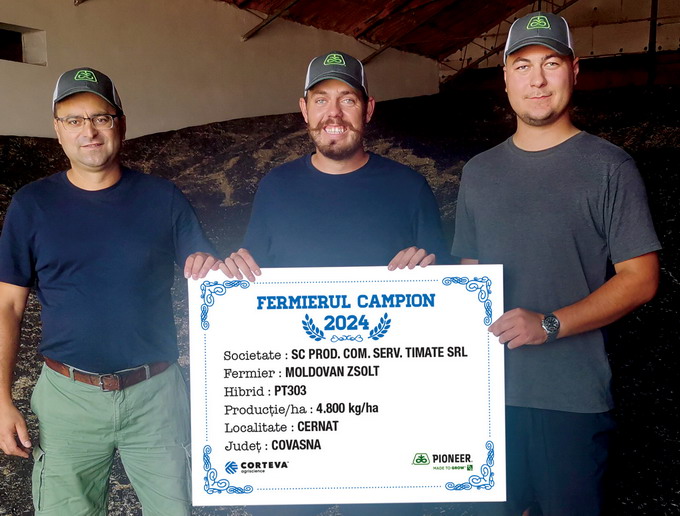 FERMIERUL CAMPION
2024
Societate : SC PROD. COM. SERV. TIMATE SRL
Fermier : MOLDOVAN ZSOLT
Hibrid : PT303
Producție/ha : 4.800 kg/ha
Localitate : CERNAT
Județ : COVASNA
CORTEVA
agriscience
PIONEER
MADE TO GROW